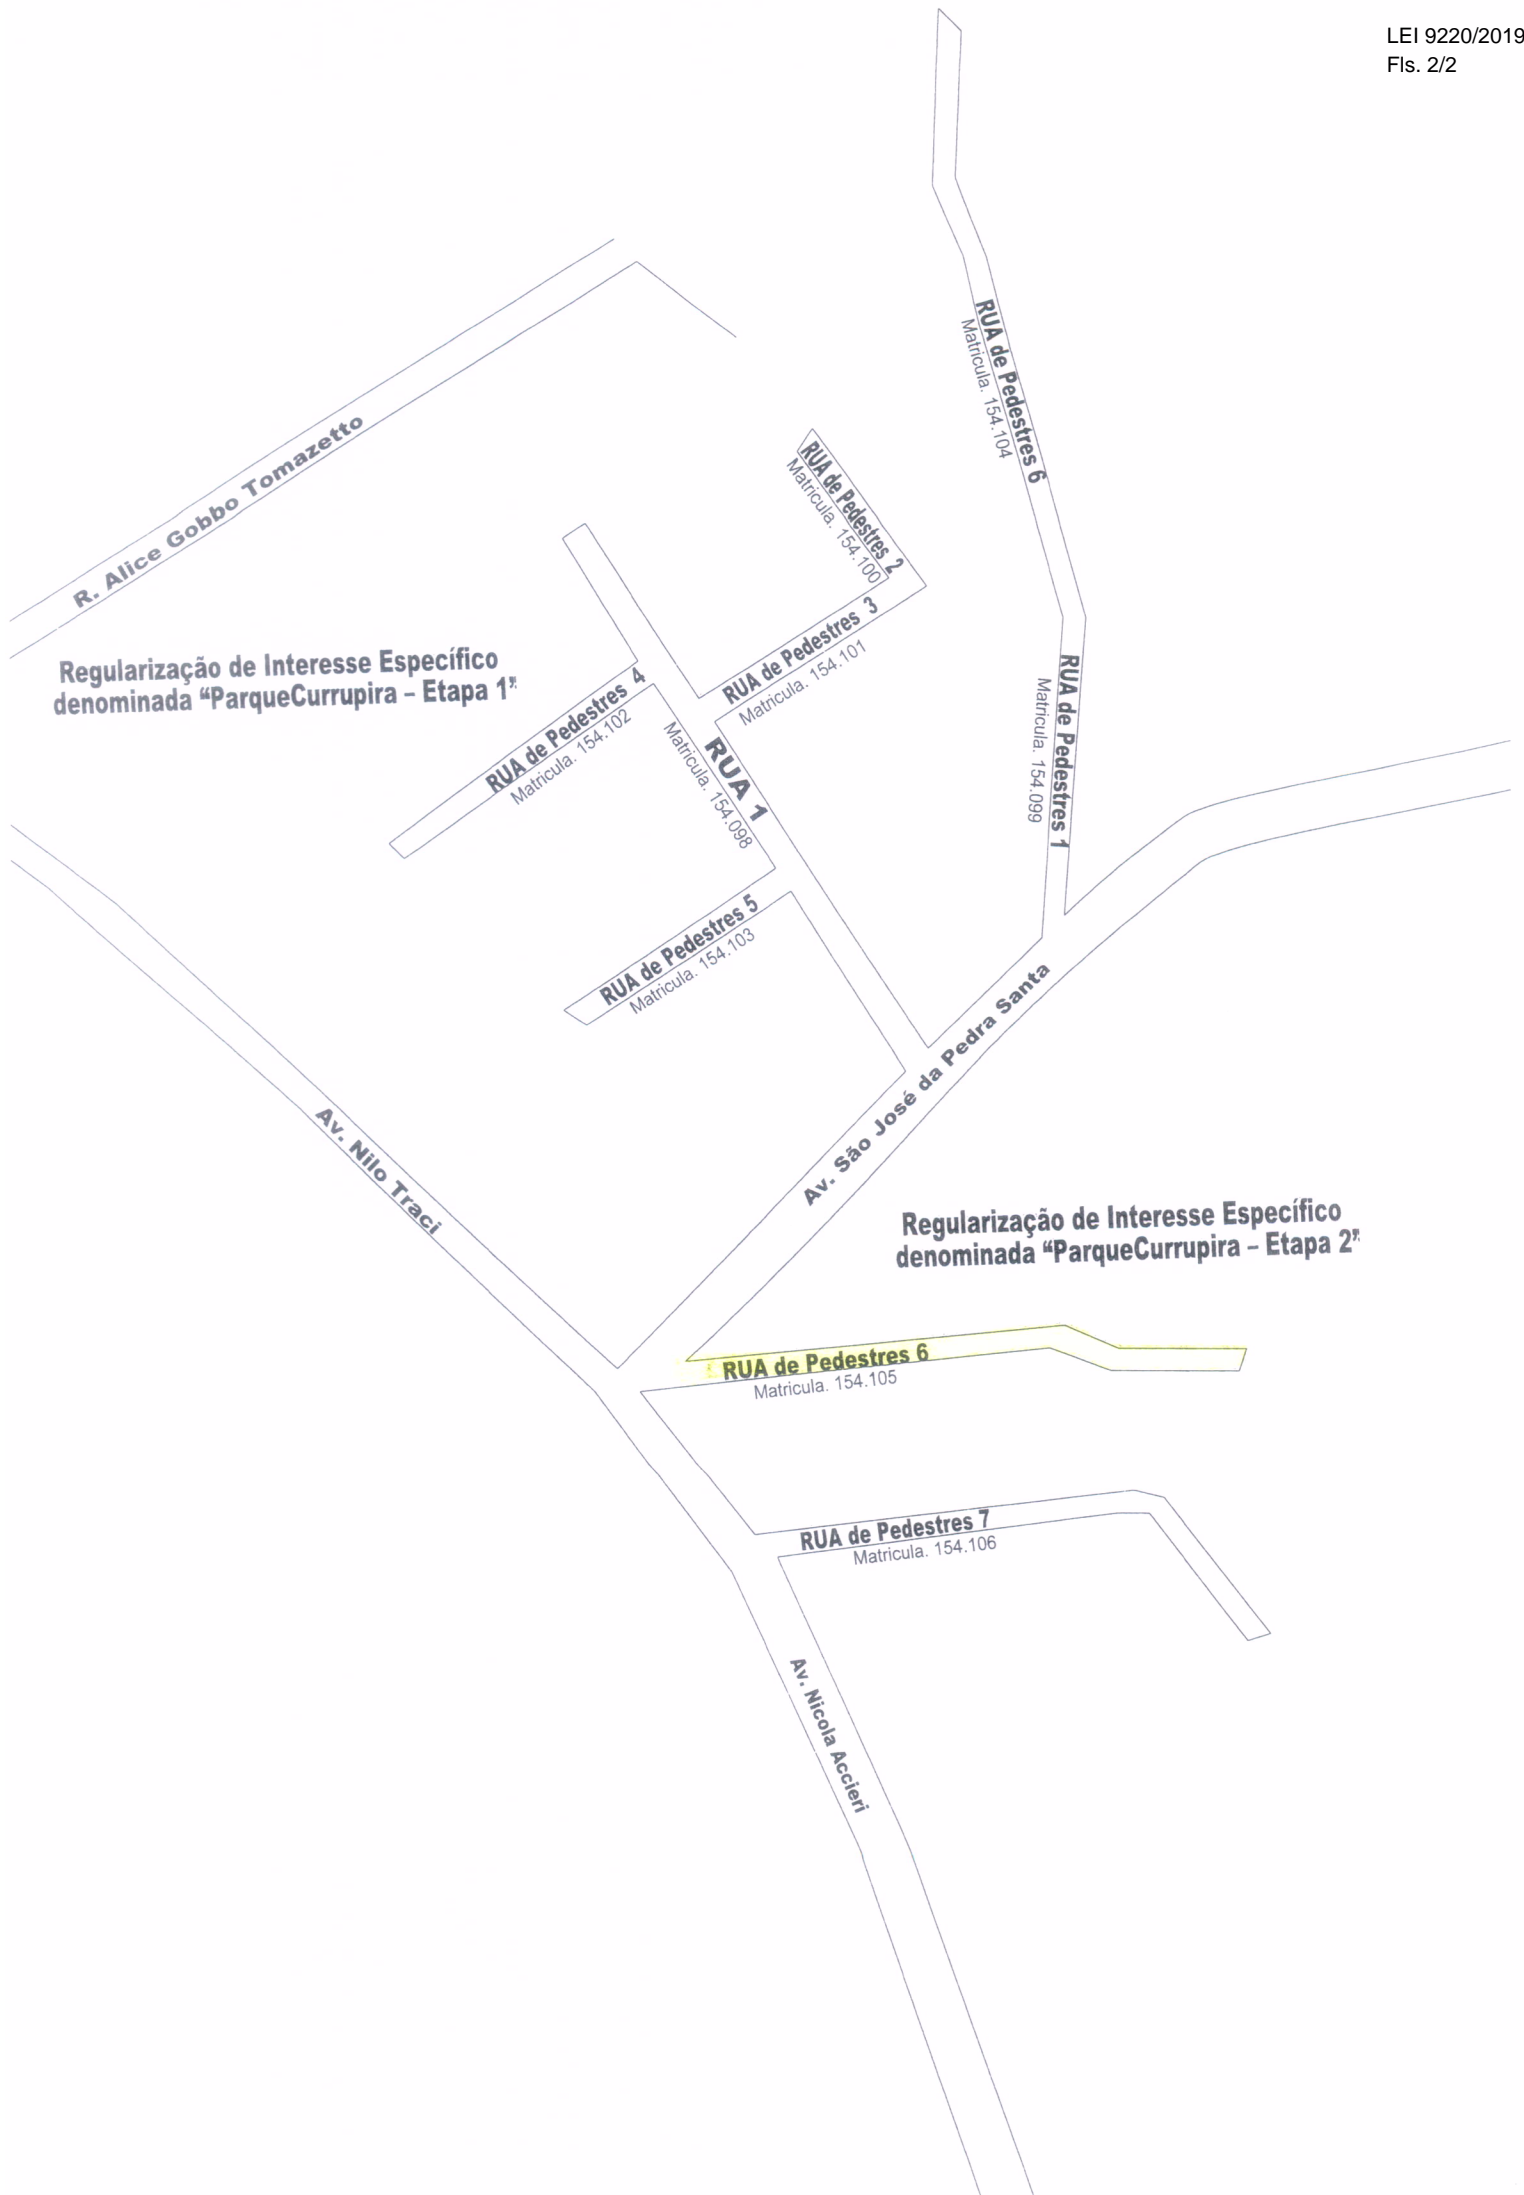 LEI 9220/2019
Fls. 2/2
RUA de Pedestres 6
Matricula. 154.104
R. Alice Gobbo Tomazetto
RUA de Pedestres 2
Matricula. 154.100
RUA de Pedestres 3
Matricula. 154.101
Regularização de Interesse Específico
denominada “ParqueCurrupira – Etapa 1”
RUA de Pedestres 4
Matricula. 154.102
RUA 1
Matricula. 154.098
RUA de Pedestres 1
Matricula. 154.099
RUA de Pedestres 5
Matricula. 154.103
Av. São José da Pedra Santa
Av. Nilo Traci
Regularização de Interesse Específico
denominada “ParqueCurrupira – Etapa 2”
RUA de Pedestres 6
Matricula. 154.105
RUA de Pedestres 7
Matricula. 154.106
Av. Nicola Accieri